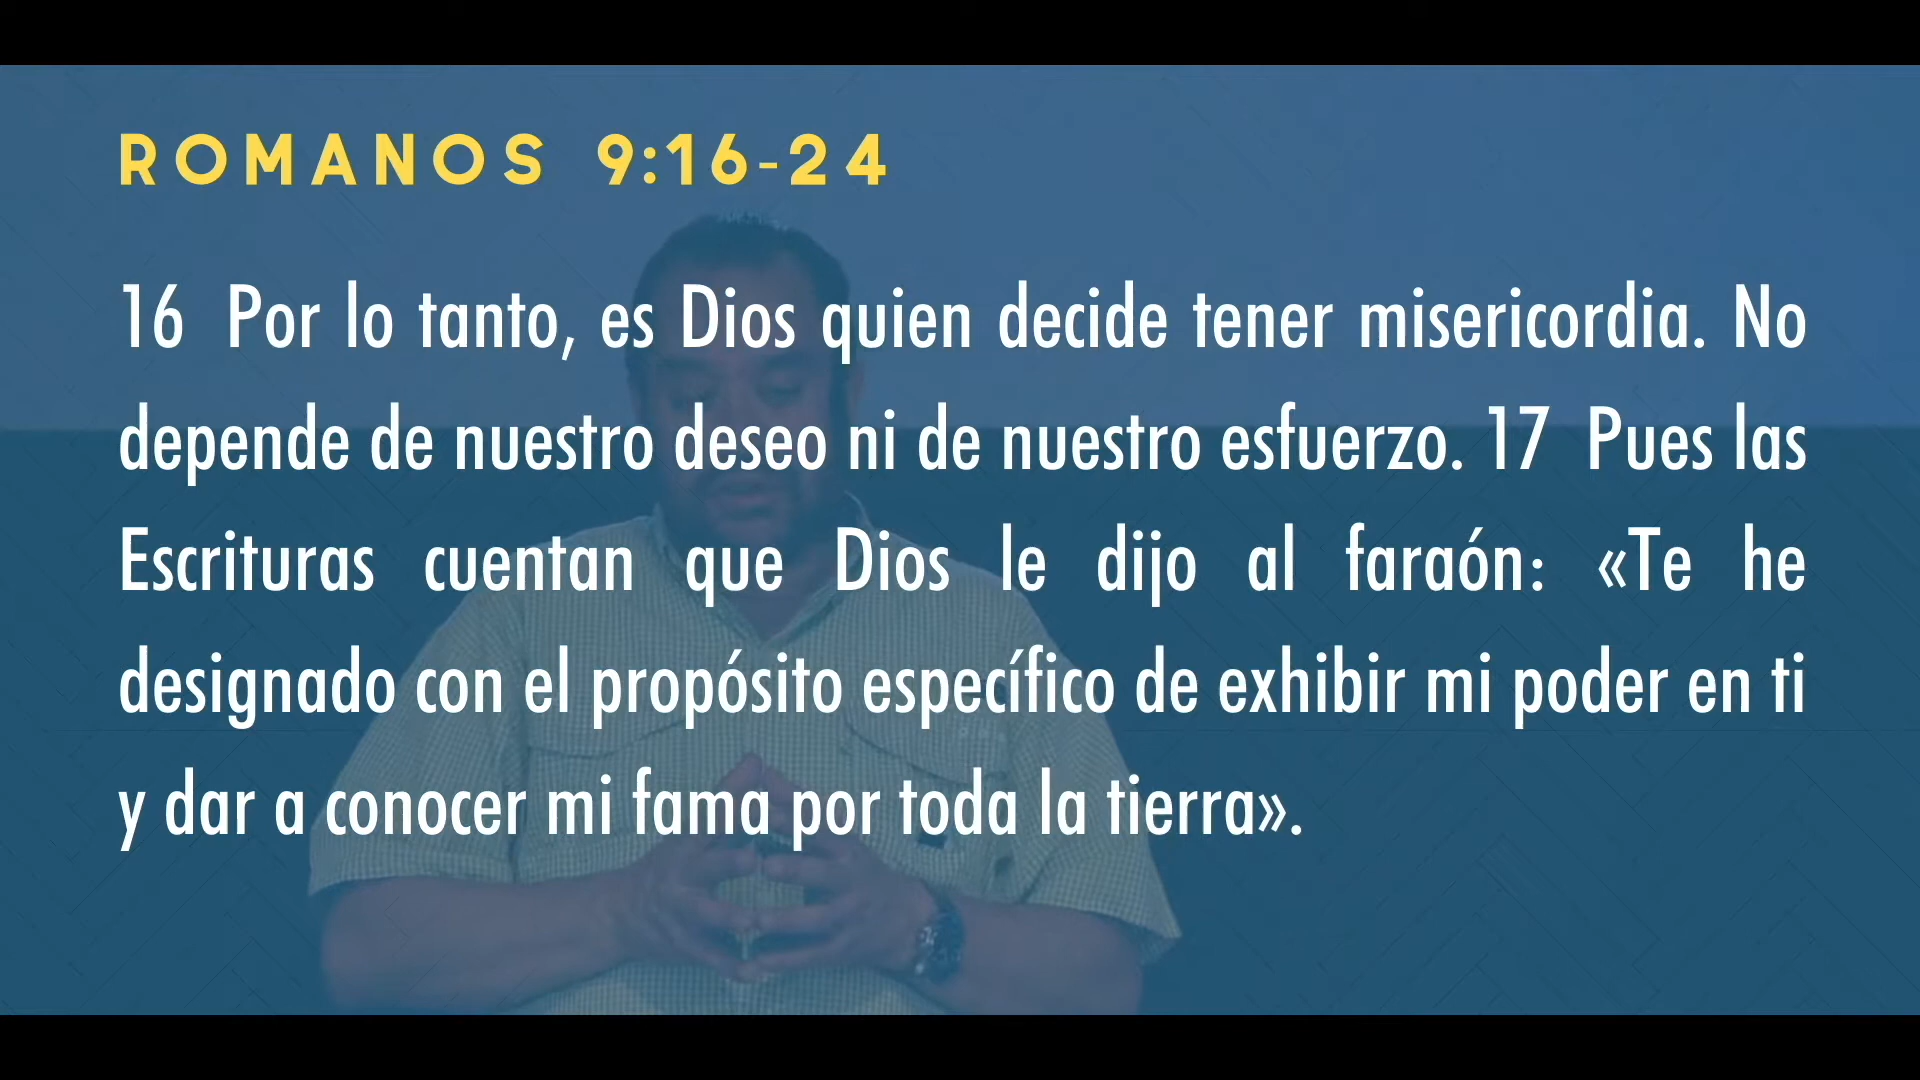 ROMANOS 9:16-24
16 Por lo tanto, es Dios quien decide tener misericordia. No
depende de nuestro deseo ni de nuestro esfuerzo. 17 Pues las
Escrituras cuentan que Dios le dijo al faraón: «Te he
designado con el propósito específico de exhibir mi poder en ti
y dar a conocer mi fama por toda la tierra».